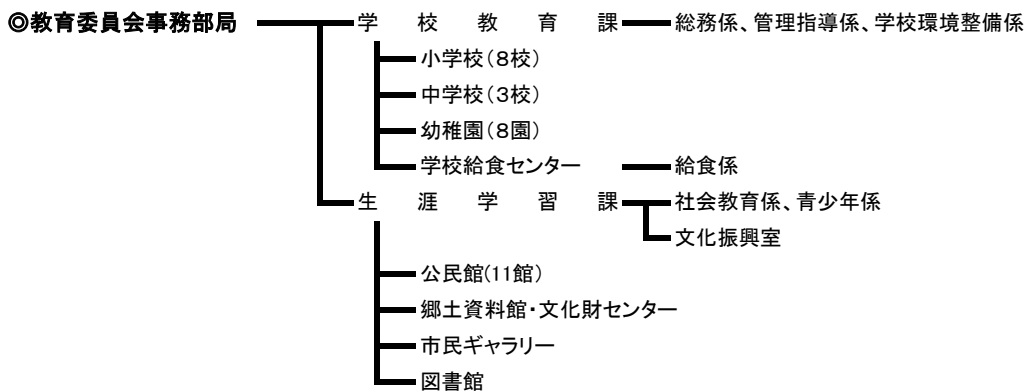 ◎教育委員会事務部局 学校教育課 総務係、管理指導係、学校環境整備係
小学校(8校)
中学校(3校)
幼稚園(8園)
学校給食センター 給食係
生涯学習課 社会教育係、青少年係
文化振興室
公民館(11館)
郷土資料館・文化財センター
市民ギャラリー
図書館